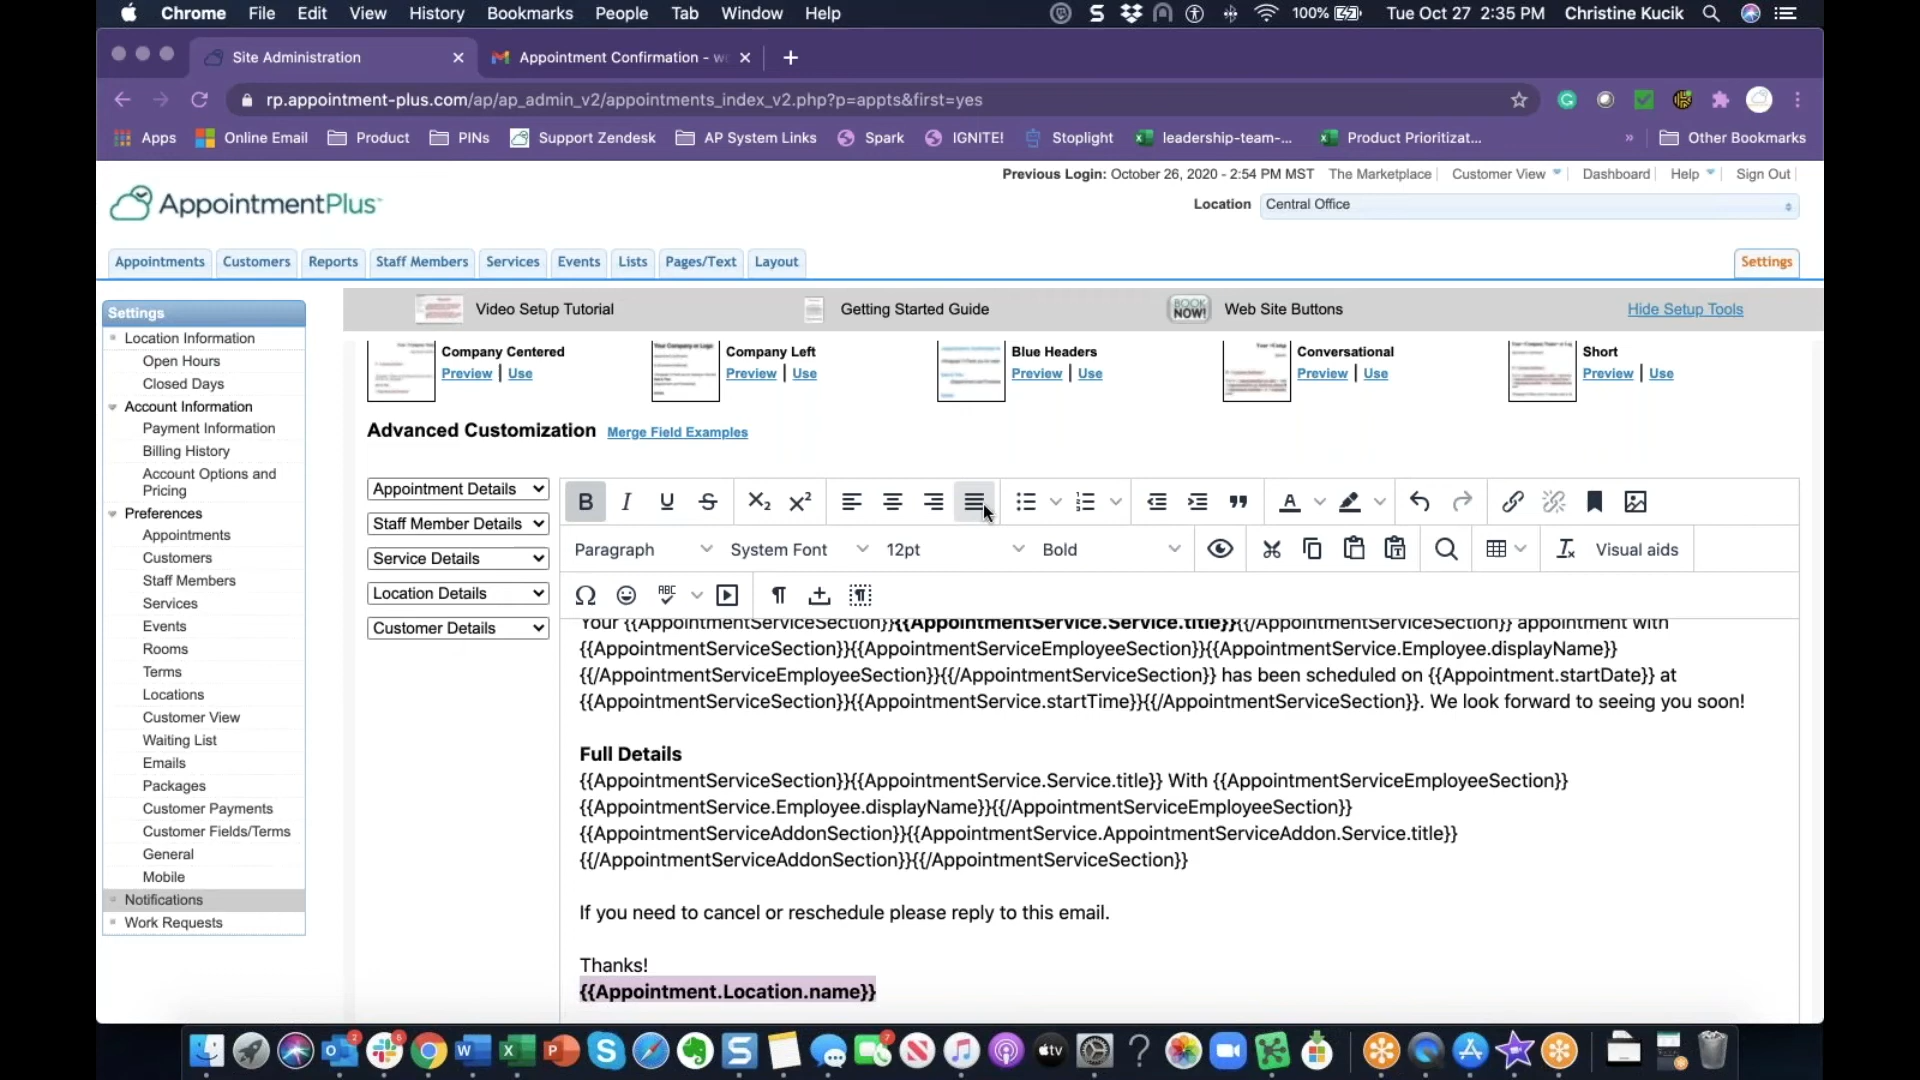 Chrome File Edit View History Bookmarks People Tab Window Help 100% Tue Oct 27 2:35 PM Christine Kucik
Site Administration Appointment Confirmation - w
rp.appointment-plus.com/ap/ap_admin_v2/appointments_index_v2.php?p=appts&first=yes
Apps Online Email Product PINs Support Zendesk AP System Links Spark IGNITE! Stoplight leadership-team-... Product Prioritizat... » Other Bookmarks
Previous Login: October 26, 2020 - 2:54 PM MST The Marketplace Customer View Dashboard Help Sign Out
AppointmentPlus
Location Central Office
Appointments Customers Reports Staff Members Services Events Lists Pages/Text Layout Settings
Video Setup Tutorial Getting Started Guide BOOK NOW! Web Site Buttons Hide Setup Tools
Settings
Location Information
Open Hours
Closed Days
Account Information
Payment Information
Billing History
Account Options and
Pricing
Preferences
Appointments
Customers
Staff Members
Services
Events
Rooms
Terms
Locations
Customer View
Waiting List
Emails
Packages
Customer Payments
Customer Fields/Terms
General
Mobile
Notifications
Work Requests
Company Centered
Preview | Use
Company Left
Preview | Use
Blue Headers
Preview | Use
Conversational
Preview | Use
Short
Preview | Use
Advanced Customization Merge Field Examples
Appointment Details
Staff Member Details
Service Details
Location Details
Customer Details
Paragraph System Font 12pt Bold Visual aids
Your {{AppointmentServiceSection}}{{AppointmentService.Service.title}}{{/AppointmentServiceSection}} appointment with
{{AppointmentServiceSection}}{{AppointmentServiceEmployeeSection}}{{AppointmentService.Employee.displayName}}
{{/AppointmentServiceEmployeeSection}}{{/AppointmentServiceSection}} has been scheduled on {{Appointment.startDate}} at
{{AppointmentServiceSection}}{{AppointmentService.startTime}}{{/AppointmentServiceSection}}. We look forward to seeing you soon!
Full Details
{{AppointmentServiceSection}}{{AppointmentService.Service.title}} With {{AppointmentServiceEmployeeSection}}
{{AppointmentService.Employee.displayName}}{{/AppointmentServiceEmployeeSection}}
{{AppointmentServiceAddonSection}}{{AppointmentService.AppointmentServiceAddon.Service.title}}
{{/AppointmentServiceAddonSection}}{{/AppointmentServiceSection}}
If you need to cancel or reschedule please reply to this email.
Thanks!
{{Appointment.Location.name}}